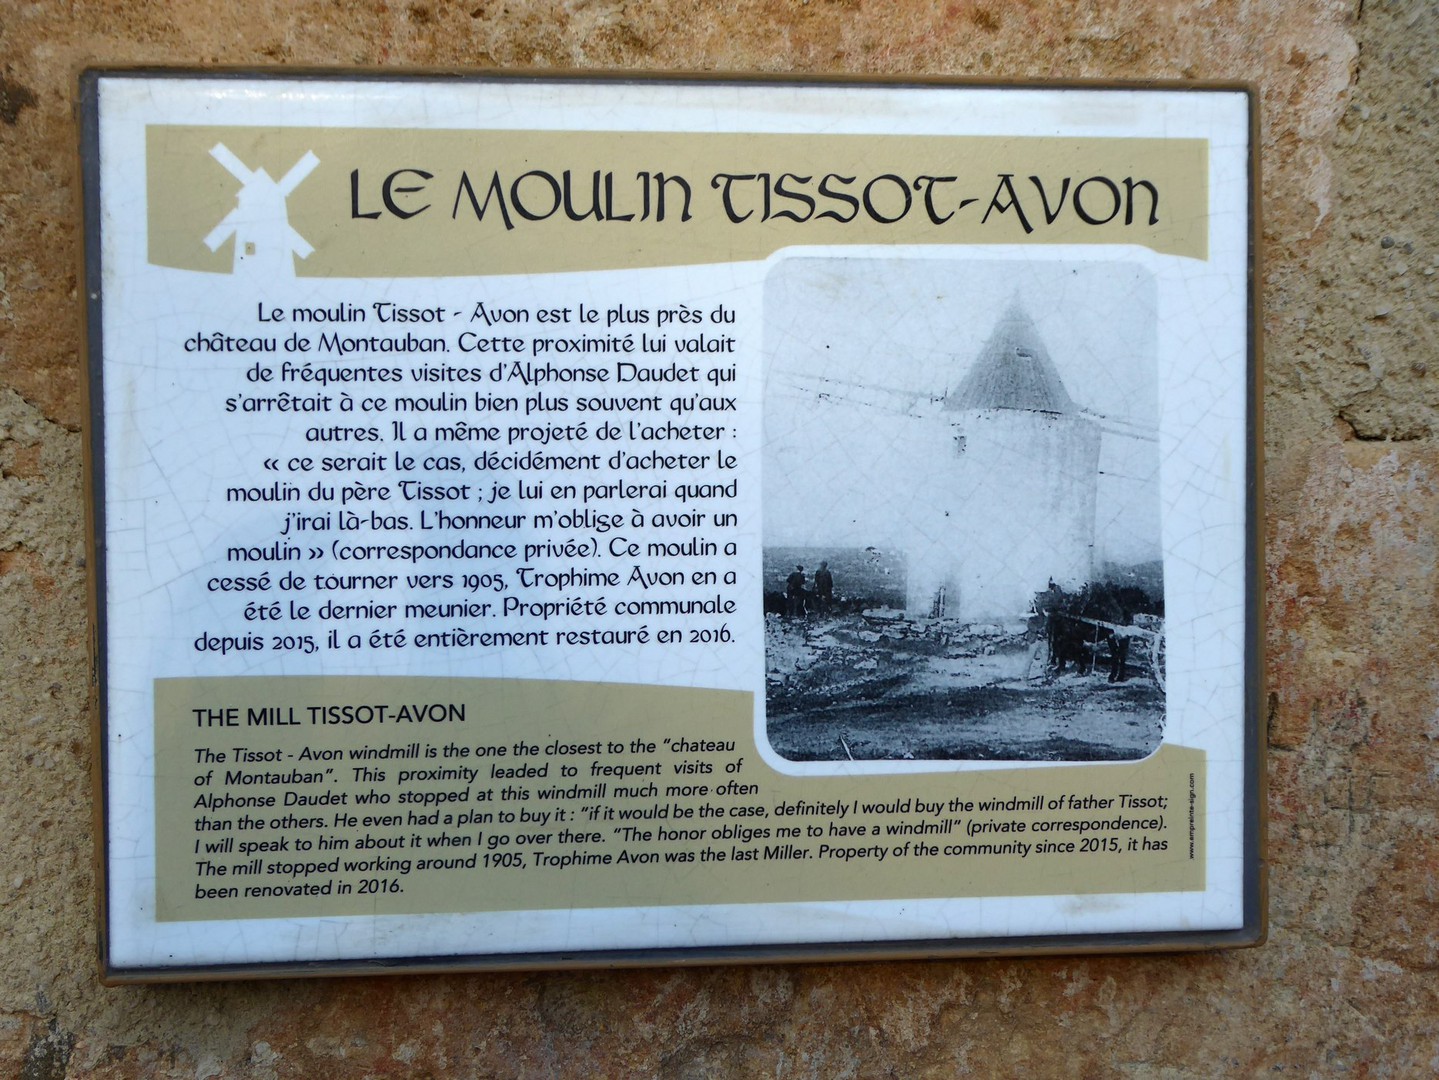 LE MOULIN TISSOT-AVON
Le moulin Tissot - Avon est le plus près du
château de Montauban. Cette proximité lui valait
de fréquentes visites d'Alphonse Daudet qui
s'arrêtait à ce moulin bien plus souvent qu'aux
autres. Il a même projeté de l'acheter :
« ce serait le cas, décidément d'acheter le
moulin du père Tissot ; je lui en parlerai quand
j'irai là-bas. L'honneur m'oblige à avoir un
moulin » (correspondance privée). Ce moulin a
cessé de tourner vers 1905, Trophime Avon en a
été le dernier meunier. Propriété communale
depuis 2015, il a été entièrement restauré en 2016.
THE MILL TISSOT-AVON
The Tissot - Avon windmill is the one the closest to the "chateau
of Montauban". This proximity leaded to frequent visits of
Alphonse Daudet who stopped at this windmill much more often
than the others. He even had a plan to buy it : "if it would be the case, definitely I would buy the windmill of father Tissot;
I will speak to him about it when I go over there. "The honor obliges me to have a windmill" (private correspondence).
The mill stopped working around 1905, Trophime Avon was the last Miller. Property of the community since 2015, it has
been renovated in 2016.
www.empreinte-sign.com